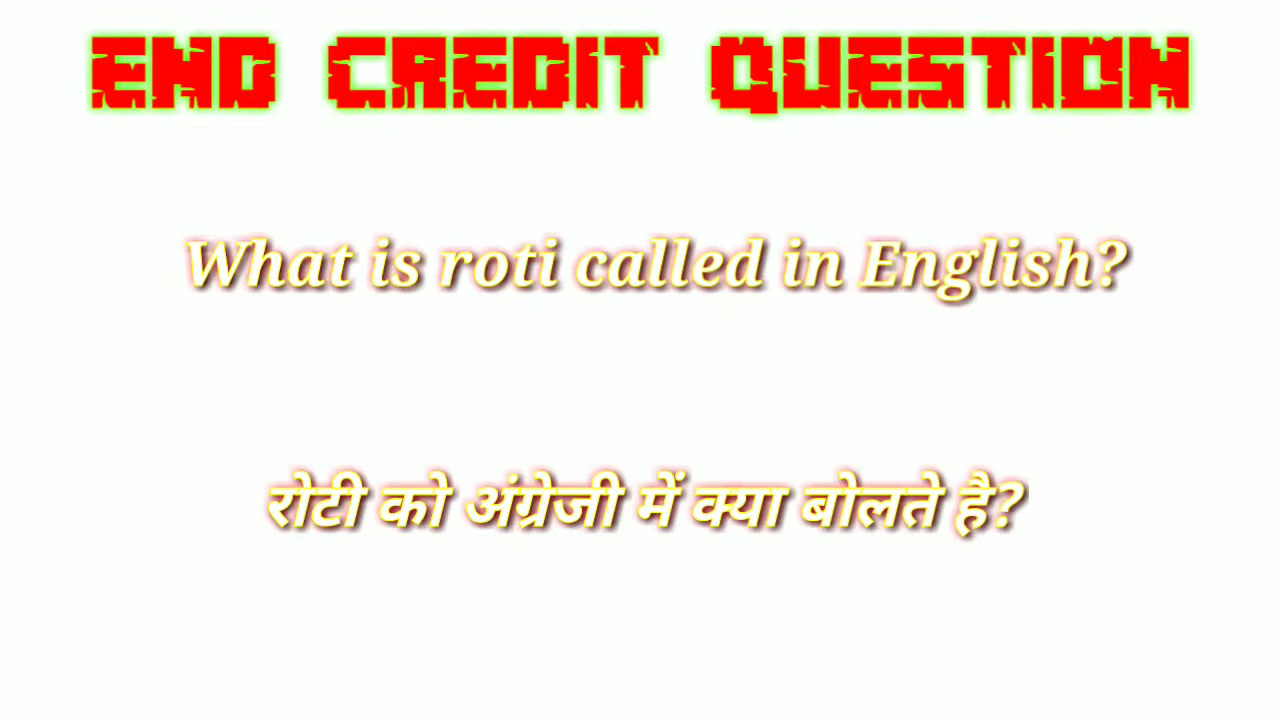 END CREDIT QUESTION
What is roti called in English?
रोटी को अंग्रेजी में क्या बोलते है?